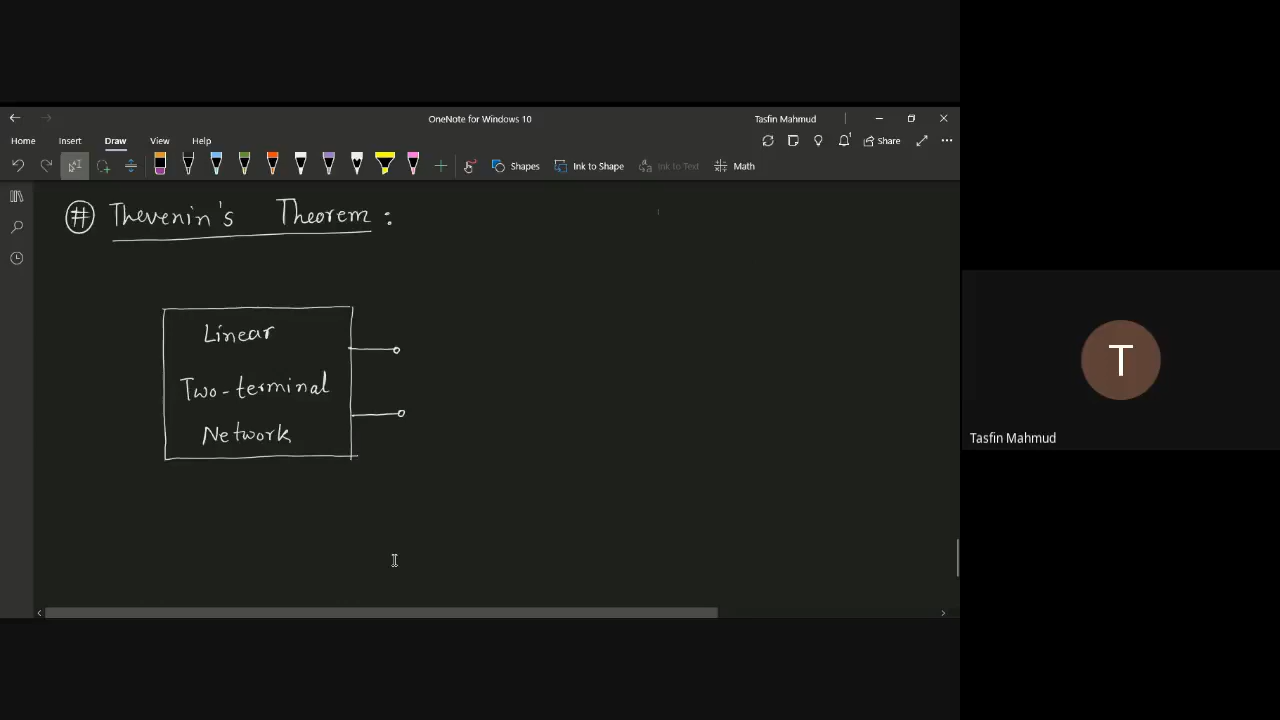 OneNote for Windows 10
Tasfin Mahmud
Home Insert Draw View Help
Share
Shapes Ink to Shape Ink to Text Math
# Thevenin's Theorem :
Linear
Two-terminal
Network
T
Tasfin Mahmud